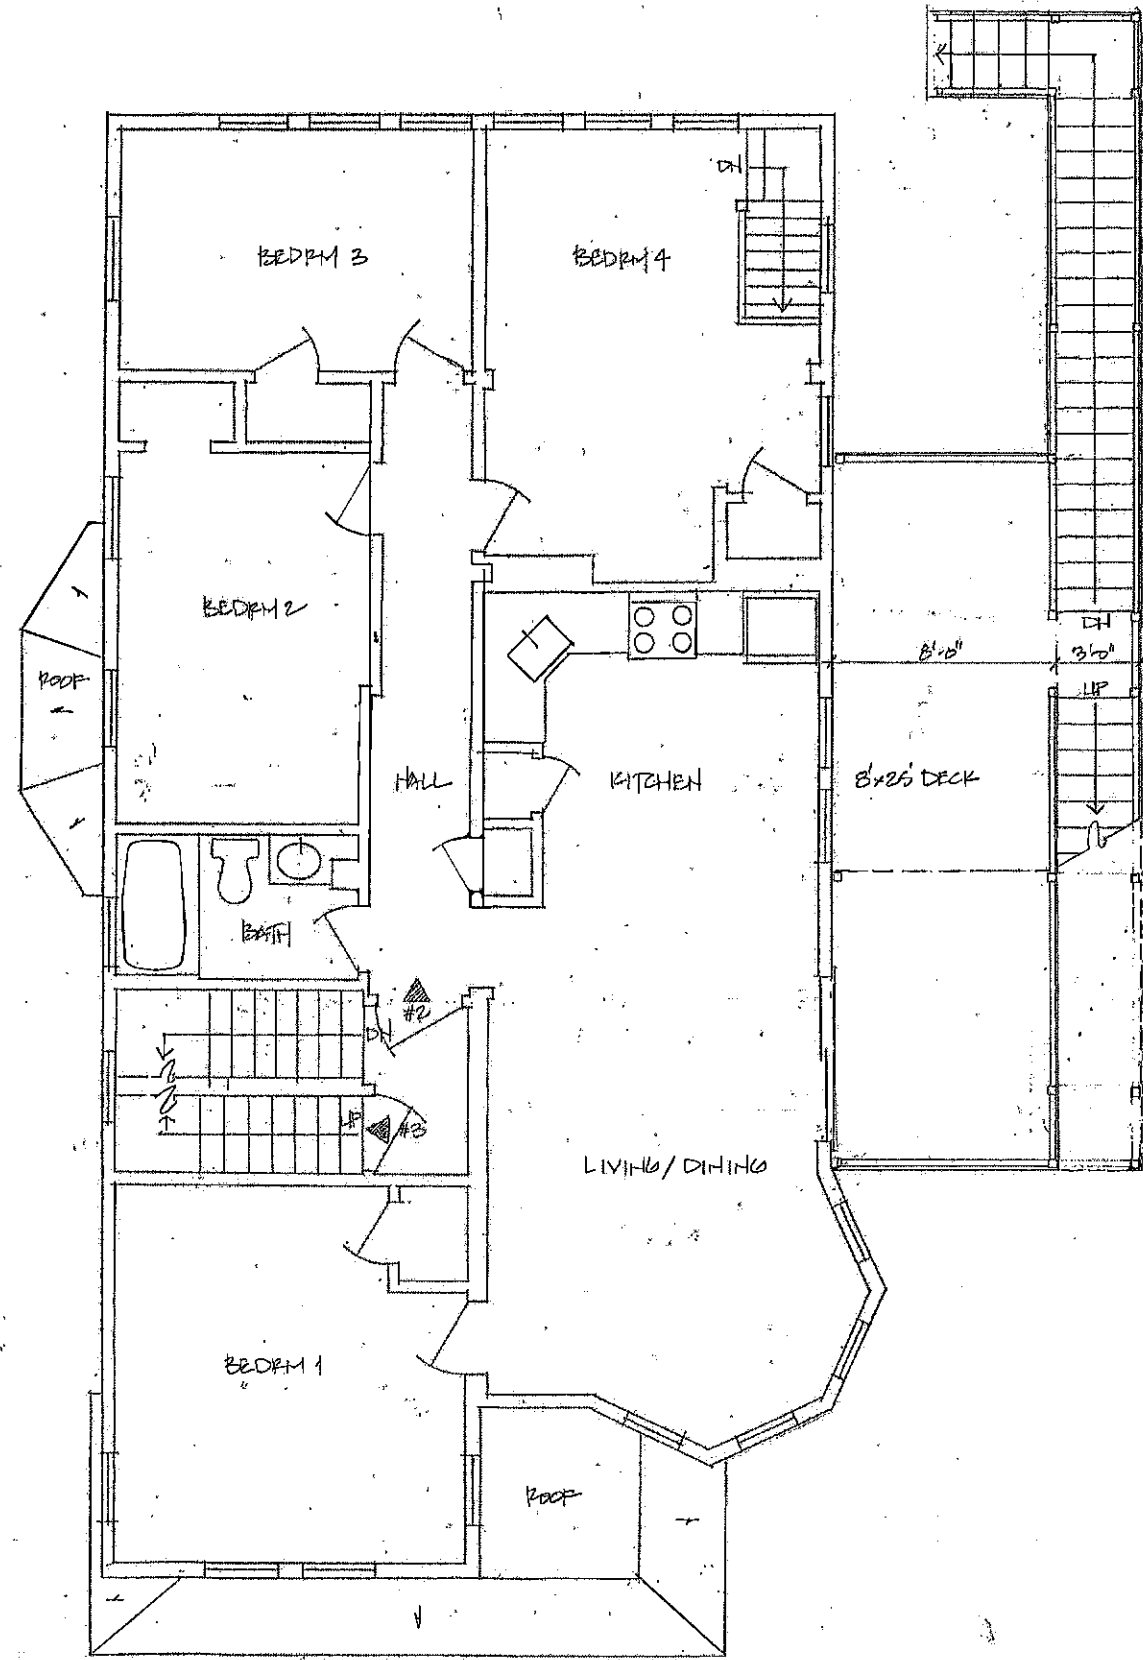 DN
BEDRM 3
BEDRM 4
BEDRM 2
DN
8'-0"
3'-0"
UP
ROOF
HALL
KITCHEN
8'x25' DECK
BATH
#2
DN
UP
#3
LIVING/DINING
BEDRM 1
ROOF